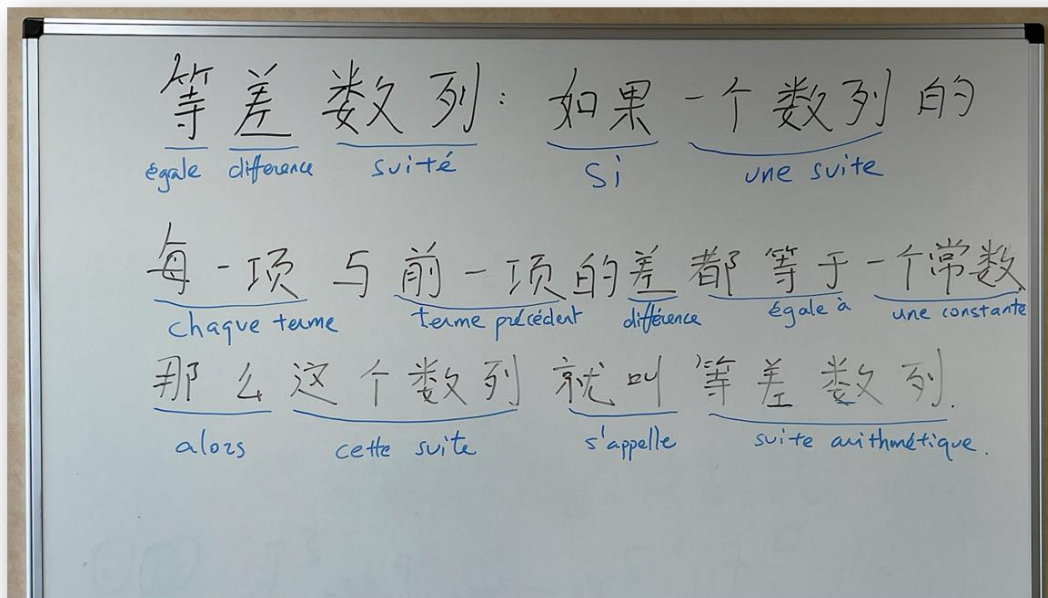 等差数列：如果一个数列的
égale différence suité si une suite
每一项与前一项的差都等于一个常数
chaque terme terme précédent différence égale à une constante
那么这个数列就叫等差数列.
alors cette suite s'appelle suite arithmétique.